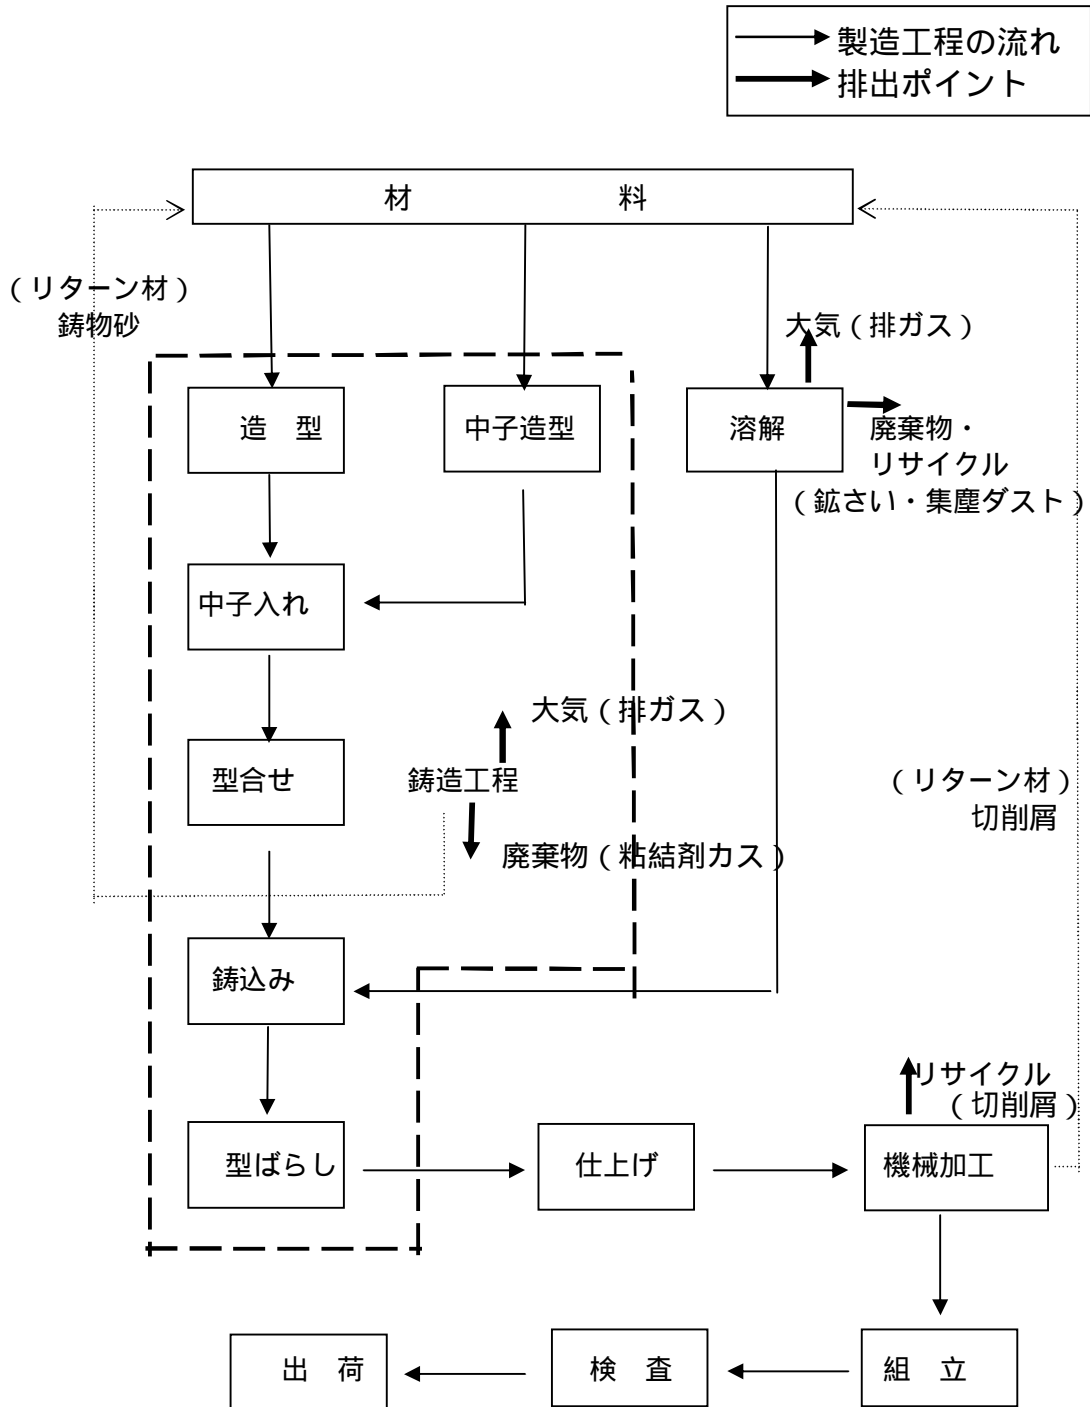 製造工程の流れ
排出ポイント
材　料
（リターン材）
鋳物砂
大気（排ガス）
造　型
中子造型
溶解
廃棄物・
リサイクル
（鉱さい・集塵ダスト）
中子入れ
大気（排ガス）
型合せ
鋳造工程
（リターン材）
切削屑
廃棄物（粘結剤カス）
鋳込み
リサイクル
（切削屑）
型ばらし
仕上げ
機械加工
出　荷
検　査
組　立